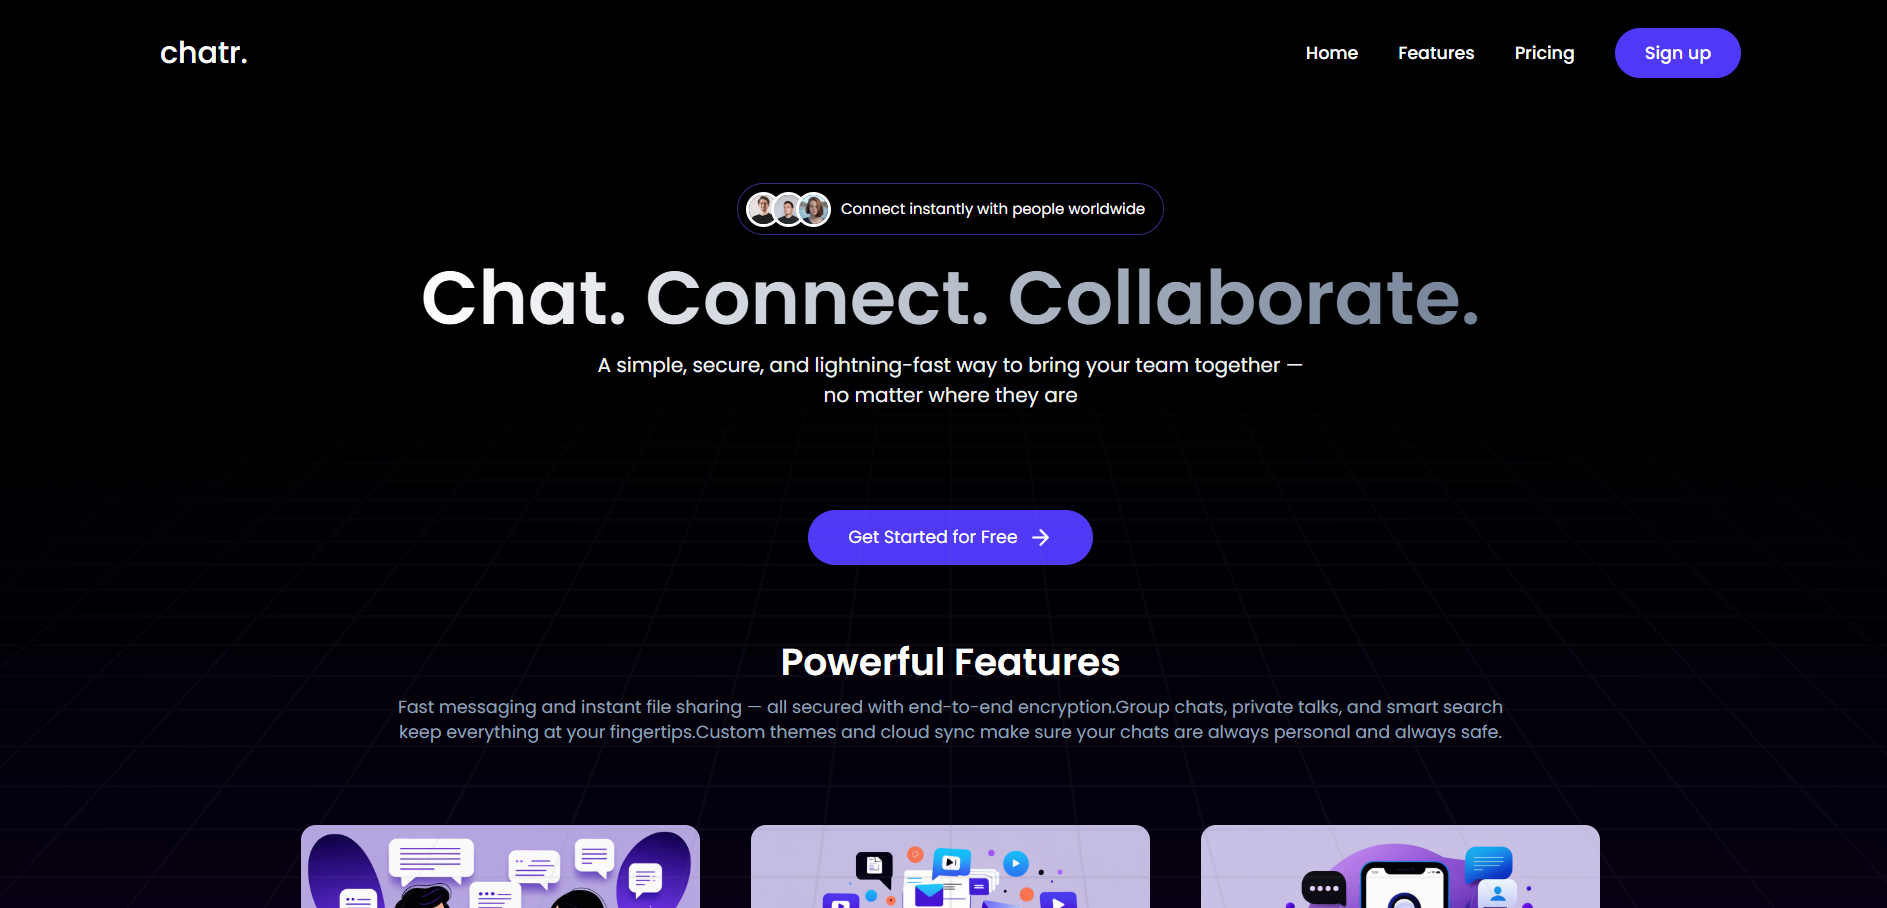 chatr.
Home
Features
Pricing
Sign up
Connect instantly with people worldwide
Chat. Connect. Collaborate.
A simple, secure, and lightning-fast way to bring your team together —
no matter where they are
Get Started for Free
Powerful Features
Fast messaging and instant file sharing — all secured with end-to-end encryption.Group chats, private talks, and smart search
keep everything at your fingertips.Custom themes and cloud sync make sure your chats are always personal and always safe.